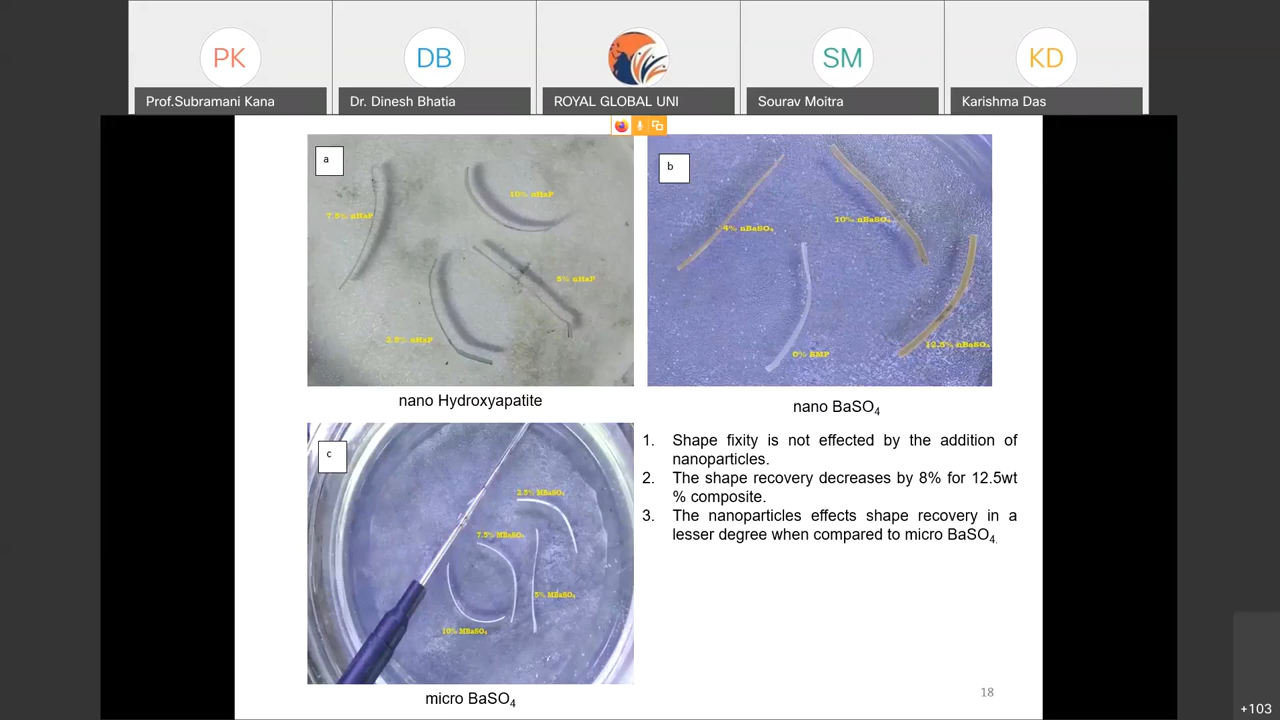 PK
DB
SM
KD
Prof.Subramani Kana
Dr. Dinesh Bhatia
ROYAL GLOBAL UNI
Sourav Moitra
Karishma Das
a
7.5% nHaP
10% nHaP
5% nHaP
2.5% nHaP
nano Hydroxyapatite
b
4% nBaSO₄
10% nBaSO₄
0% BMP
12.5% nBaSO₄
nano BaSO₄
c
2.5% MBaSO₄
7.5% MBaSO₄
5% MBaSO₄
10% MBaSO₄
micro BaSO₄
1. Shape fixity is not effected by the addition of
nanoparticles.
2. The shape recovery decreases by 8% for 12.5wt
% composite.
3. The nanoparticles effects shape recovery in a
lesser degree when compared to micro BaSO₄.
18
+103